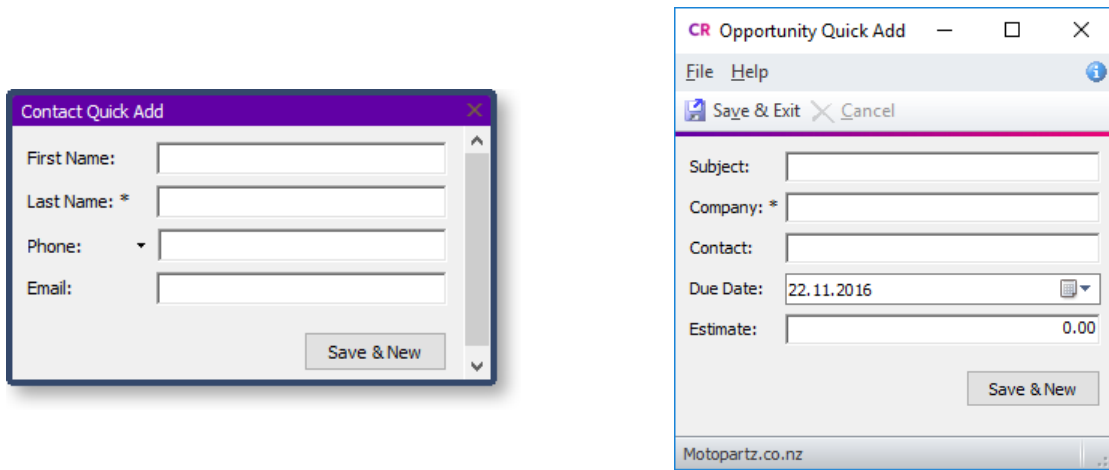 Contact Quick Add
First Name:
Last Name: *
Phone:
Email:
Save & New
CR Opportunity Quick Add
File Help
Save & Exit Cancel
Subject:
Company: *
Contact:
Due Date: 22.11.2016
Estimate: 0.00
Save & New
Motopartz.co.nz